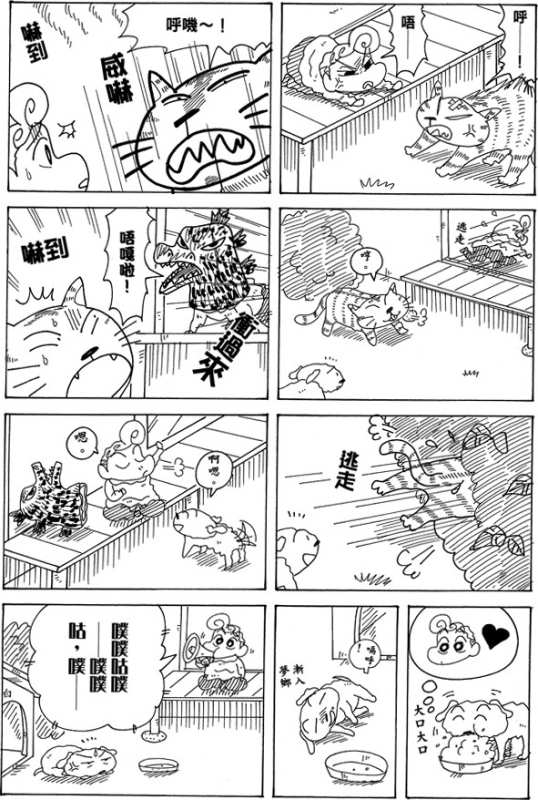 呼——！
唔
呼嘰～！
威嚇
嚇到
逃走
哼。
唔嘎啦！
衝過來
嚇到
逃走
啊嗯。
嗯。
大口大口
嗚呼——！
漸入
夢鄉
噗噗咕噗
——噗噗
咕，噗——